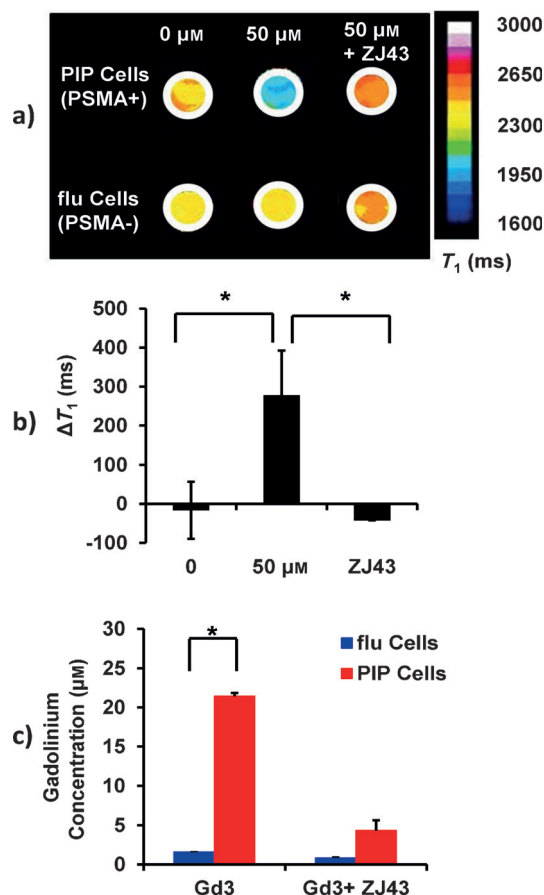 a)
0 μM
50 μM
50 μM
+ ZJ43
PIP Cells
(PSMA+)
flu Cells
(PSMA-)
3000
2650
2300
1950
1600
T1 (ms)
b)
ΔT1 (ms)
500
400
300
200
100
0
-100
*
*
0
50 μM
ZJ43
c)
Gadolinium
Concentration (μM)
30
25
20
15
10
5
0
*
flu Cells
PIP Cells
Gd3
Gd3+ ZJ43